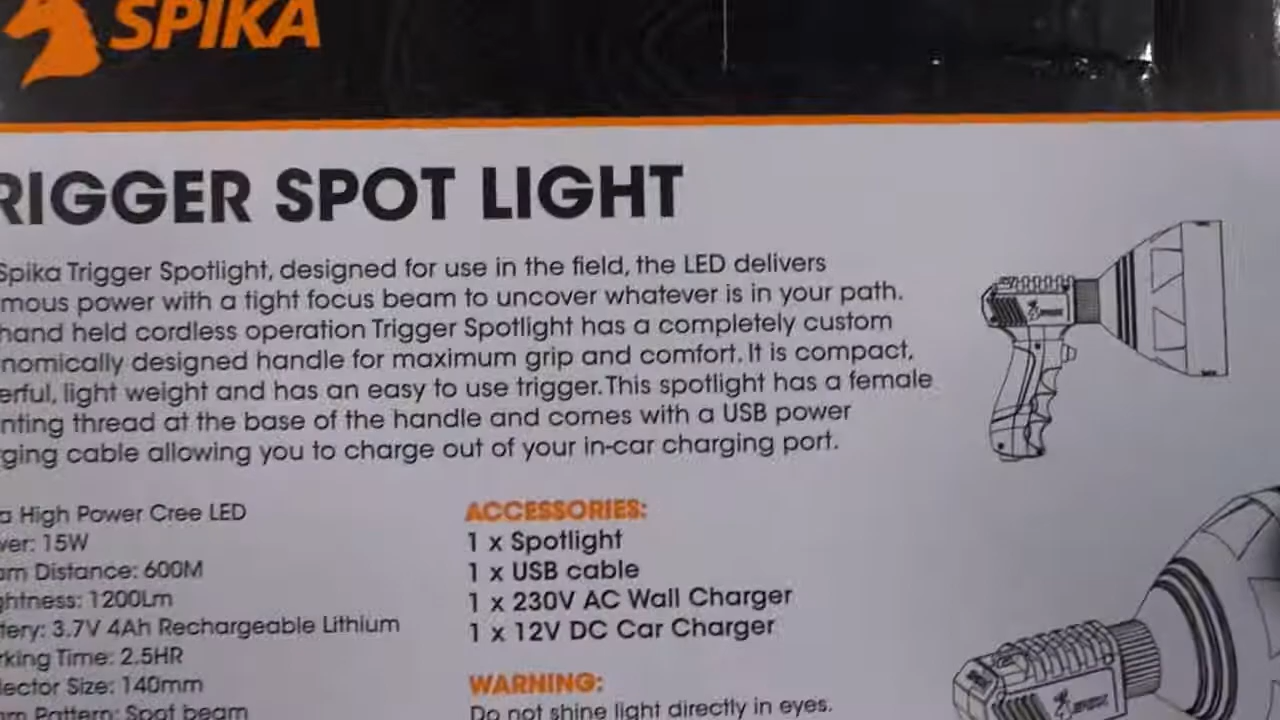 SPIKA
RIGGER SPOT LIGHT
Spika Trigger Spotlight, designed for use in the field, the LED delivers
mous power with a tight focus beam to uncover whatever is in your path.
hand held cordless operation Trigger Spotlight has a completely custom
nomically designed handle for maximum grip and comfort. It is compact,
erful, light weight and has an easy to use trigger. This spotlight has a female
nting thread at the base of the handle and comes with a USB power
ging cable allowing you to charge out of your in-car charging port.
a High Power Cree LED
ver: 15W
am Distance: 600M
ghtness: 1200Lm
tery: 3.7V 4Ah Rechargeable Lithium
rking Time: 2.5HR
lector Size: 140mm
am Pattern: Spot beam
ACCESSORIES:
1 x Spotlight
1 x USB cable
1 x 230V AC Wall Charger
1 x 12V DC Car Charger
WARNING:
Do not shine light directly in eyes.